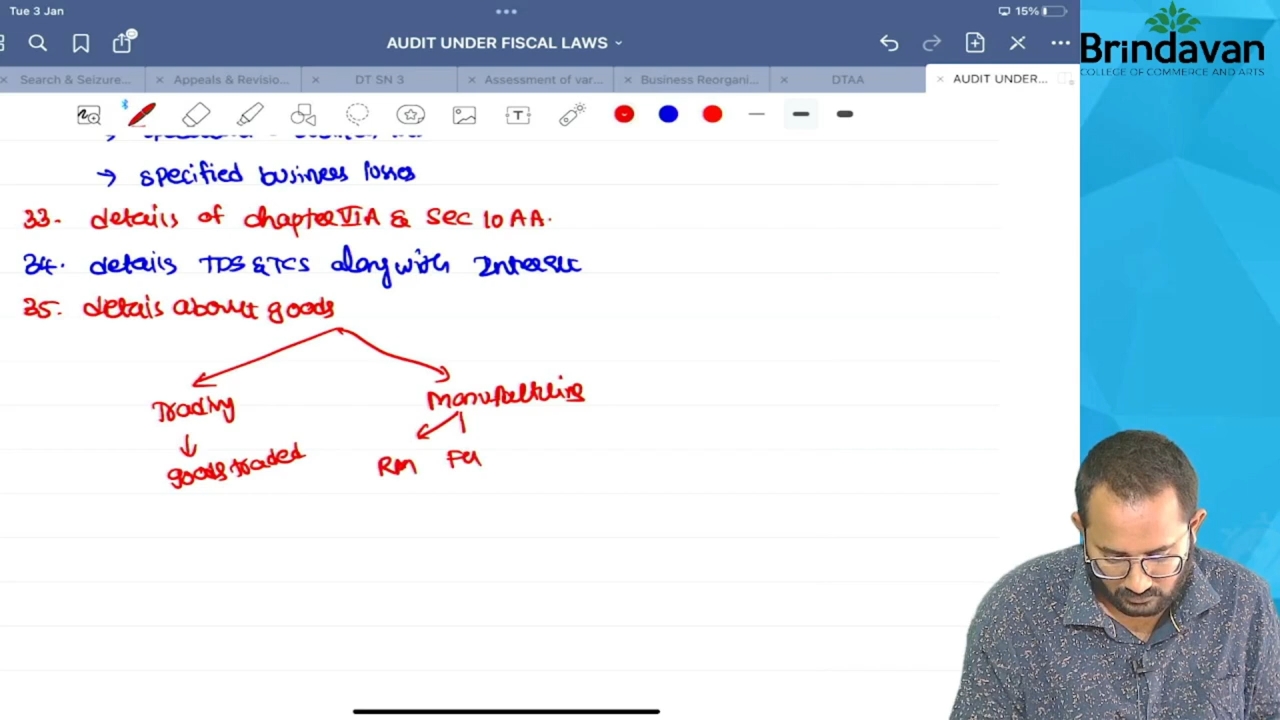 Tue 3 Jan
15%
AUDIT UNDER FISCAL LAWS
Brindavan
COLLEGE OF COMMERCE AND ARTS
Search & Seizure...
Appeals & Revisio...
DT SN 3
Assessment of var...
Business Reorgani...
DTAA
AUDIT UNDER...
T
→ specified business losses
33. details of chapter VIA & Sec 10AA.
34. details TDS & TCS along with Interest
35. detais about goods
Trading
Manufacturing
↓ goods traded
RM FG